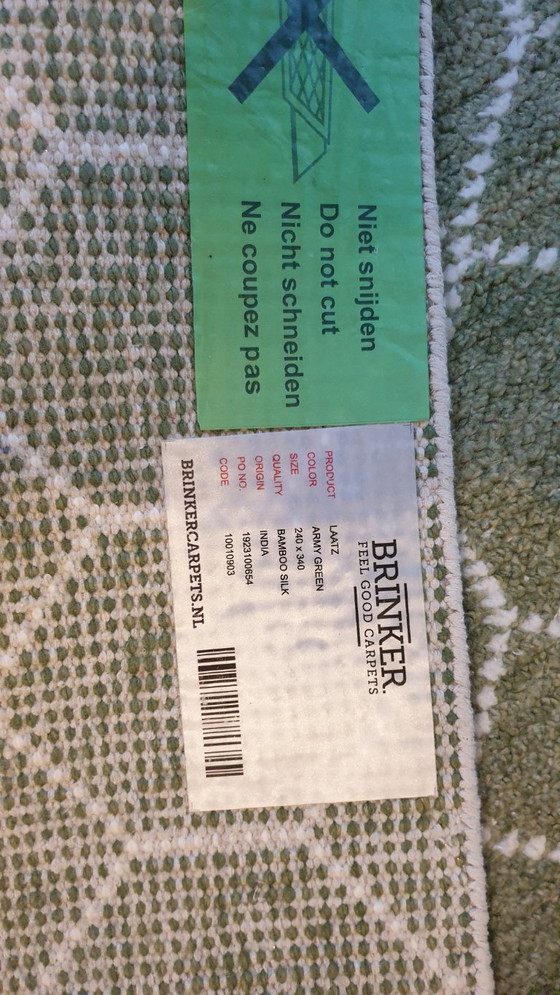 Niet snijden
Do not cut
Nicht schneiden
Ne coupez pas
BRINKER.
FEEL GOOD CARPETS
PRODUCT LAATZ
COLOR ARMY GREEN
SIZE 240 x 340
QUALITY BAMBOO SILK
ORIGIN INDIA
PO NO. 1923100654
CODE 10010903
BRINKERCARPETS.NL